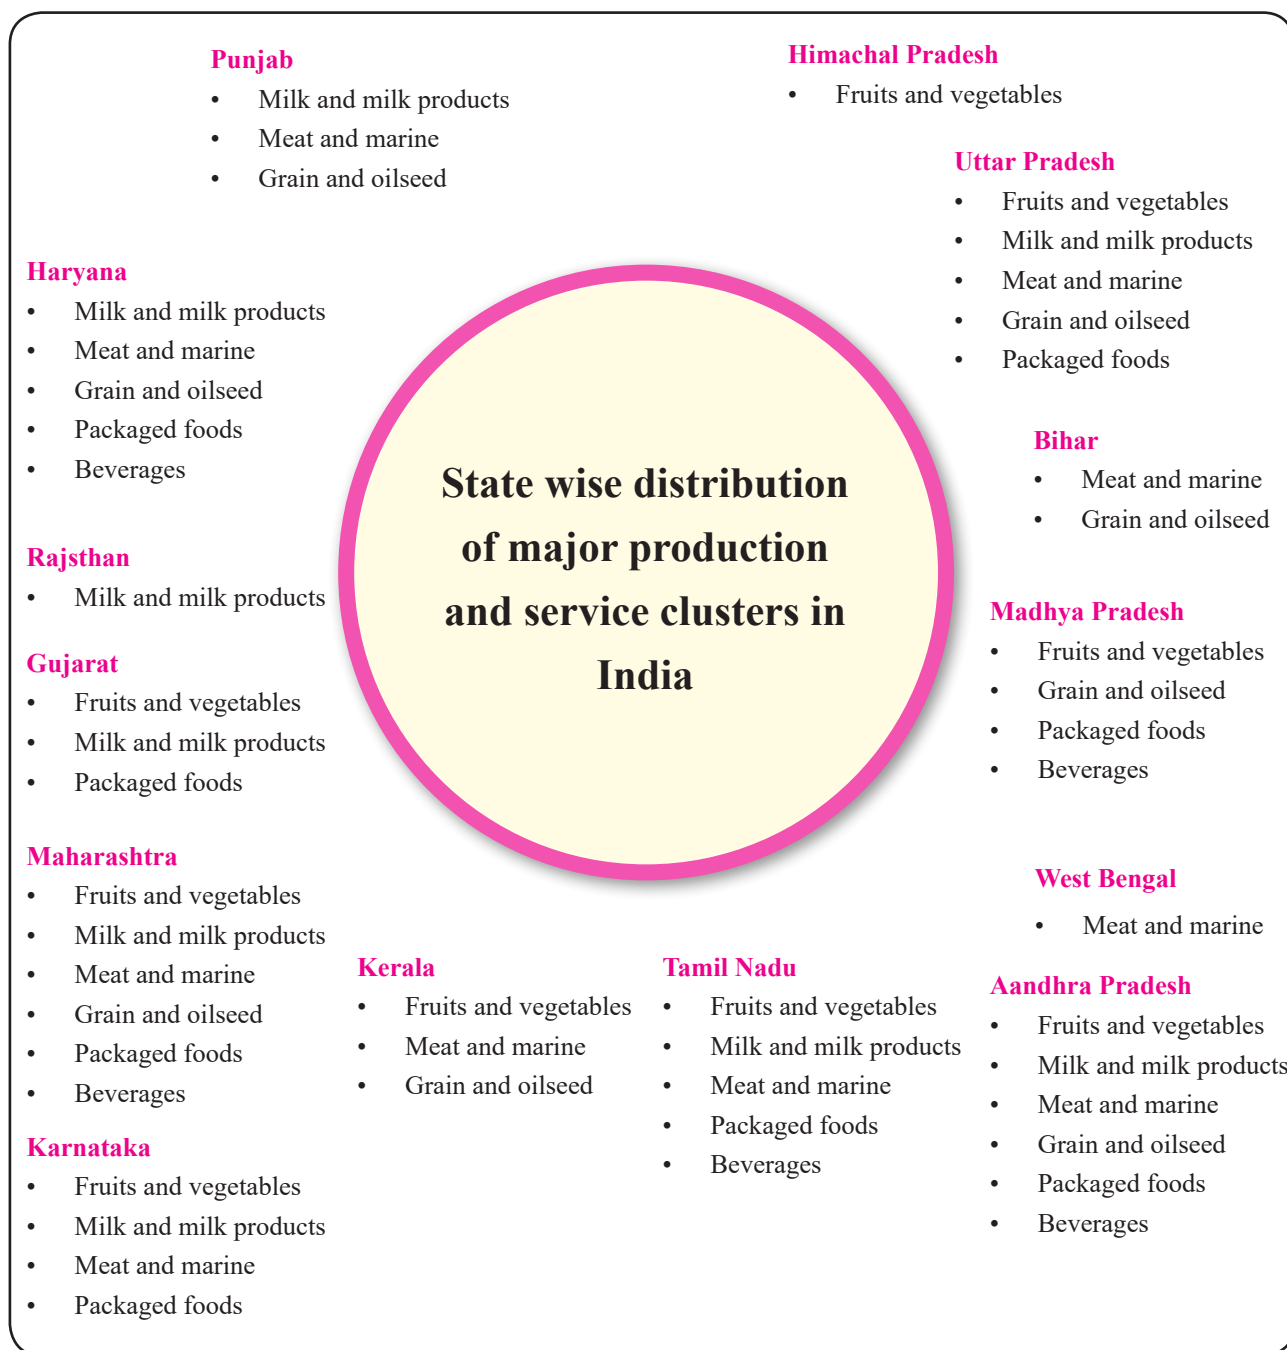 Punjab
• Milk and milk products
• Meat and marine
• Grain and oilseed
Himachal Pradesh
• Fruits and vegetables
Uttar Pradesh
• Fruits and vegetables
• Milk and milk products
• Meat and marine
• Grain and oilseed
• Packaged foods
Haryana
• Milk and milk products
• Meat and marine
• Grain and oilseed
• Packaged foods
• Beverages
State wise distribution
of major production
and service clusters in
India
Bihar
• Meat and marine
• Grain and oilseed
Rajsthan
• Milk and milk products
Madhya Pradesh
• Fruits and vegetables
• Grain and oilseed
• Packaged foods
• Beverages
Gujarat
• Fruits and vegetables
• Milk and milk products
• Packaged foods
Maharashtra
• Fruits and vegetables
• Milk and milk products
• Meat and marine
• Grain and oilseed
• Packaged foods
• Beverages
West Bengal
• Meat and marine
Kerala
• Fruits and vegetables
• Meat and marine
• Grain and oilseed
Tamil Nadu
• Fruits and vegetables
• Milk and milk products
• Meat and marine
• Packaged foods
• Beverages
Aandhra Pradesh
• Fruits and vegetables
• Milk and milk products
• Meat and marine
• Grain and oilseed
• Packaged foods
• Beverages
Karnataka
• Fruits and vegetables
• Milk and milk products
• Meat and marine
• Packaged foods